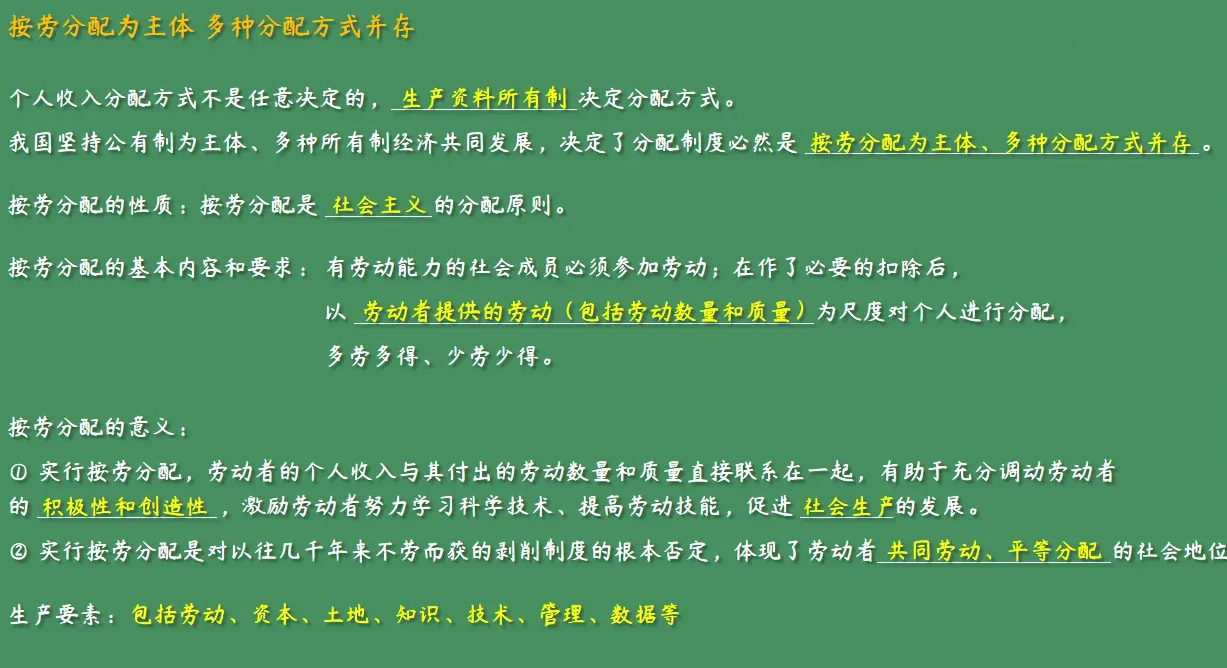 按劳分配为主体 多种分配方式并存
个人收入分配方式不是任意决定的，生产资料所有制决定分配方式。
我国坚持公有制为主体、多种所有制经济共同发展，决定了分配制度必然是 按劳分配为主体、多种分配方式并存。
按劳分配的性质：按劳分配是 社会主义的分配原则。
按劳分配的基本内容和要求：有劳动能力的社会成员必须参加劳动；在作了必要的扣除后，
以 劳动者提供的劳动（包括劳动数量和质量）为尺度对个人进行分配，
多劳多得、少劳少得。
按劳分配的意义：
① 实行按劳分配，劳动者的个人收入与其付出的劳动数量和质量直接联系在一起，有助于充分调动劳动者
的 积极性和创造性，激励劳动者努力学习科学技术、提高劳动技能，促进 社会生产的发展。
② 实行按劳分配是对以往几千年来不劳而获的剥削制度的根本否定，体现了劳动者共同劳动、平等分配 的社会地位
生产要素：包括劳动、资本、土地、知识、技术、管理、数据等